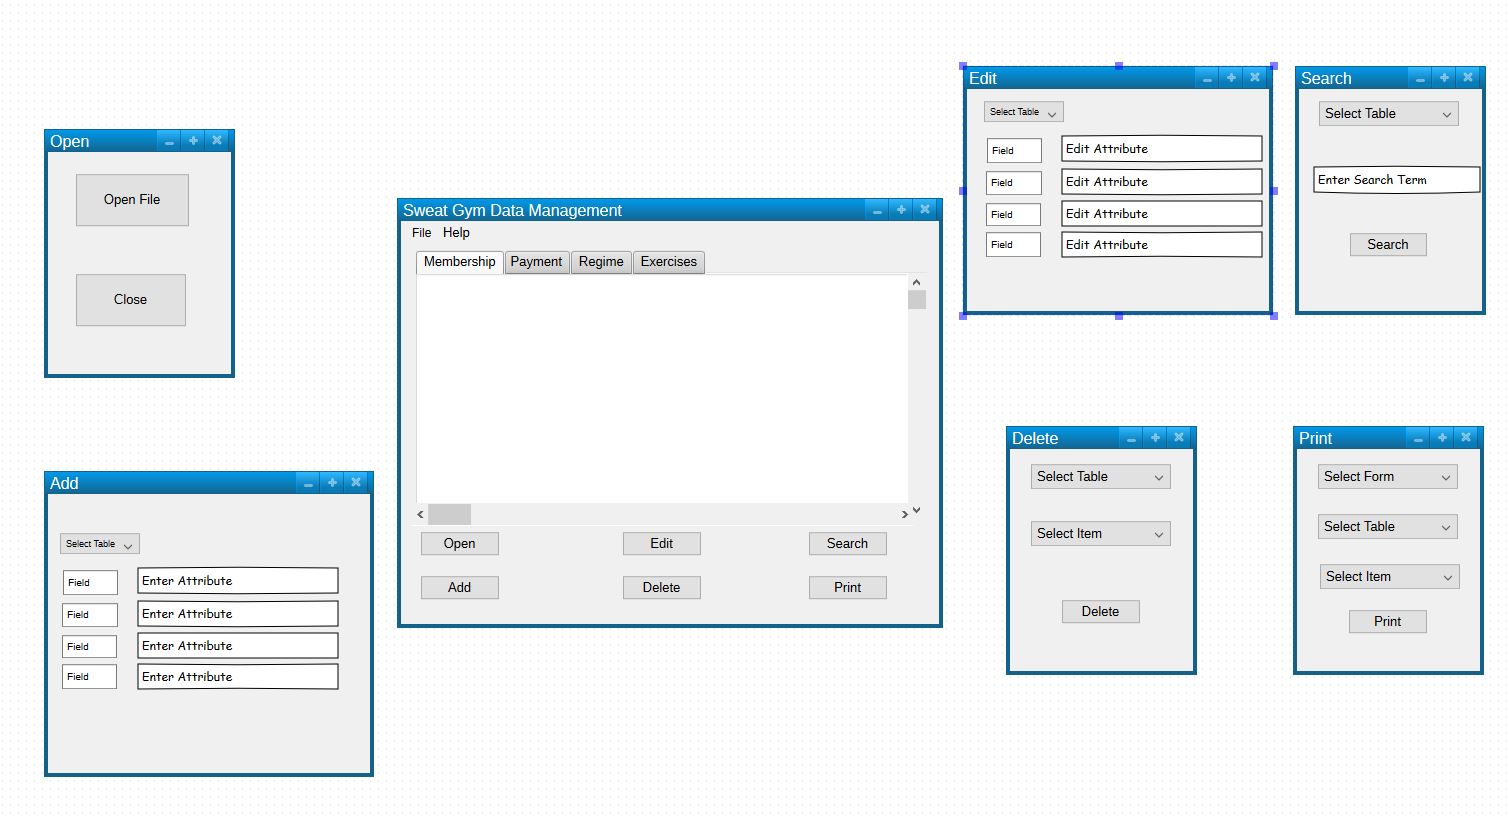 Open
Open File
Close
Add
Select Table
Field Enter Attribute
Field Enter Attribute
Field Enter Attribute
Field Enter Attribute
Sweat Gym Data Management
File Help
Membership Payment Regime Exercises
Open Edit Search
Add Delete Print
Edit
Select Table
Field Edit Attribute
Field Edit Attribute
Field Edit Attribute
Field Edit Attribute
Search
Select Table
Enter Search Term
Search
Delete
Select Table
Select Item
Delete
Print
Select Form
Select Table
Select Item
Print